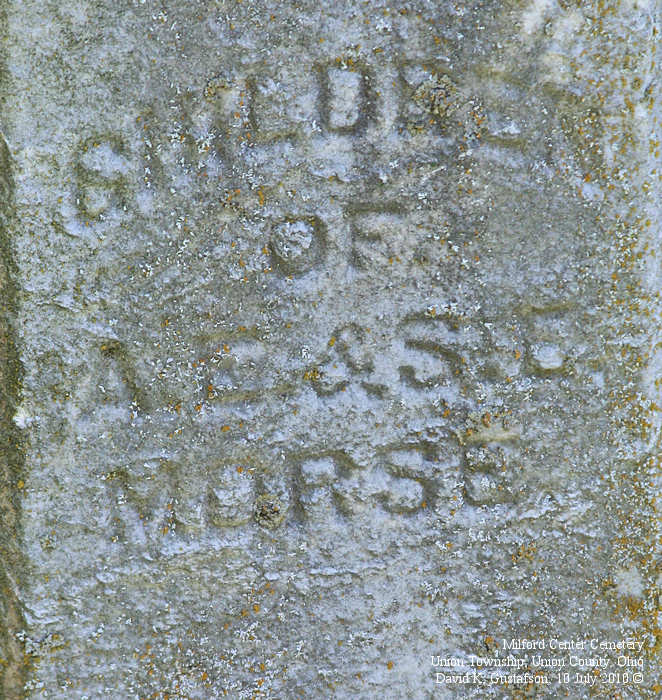 CHILDREN
OF
A. E. & S. D.
MORSE
Milford Center Cemetery
Union Township, Union County, Ohio
David K. Gustafson, 18 July 2010 ©